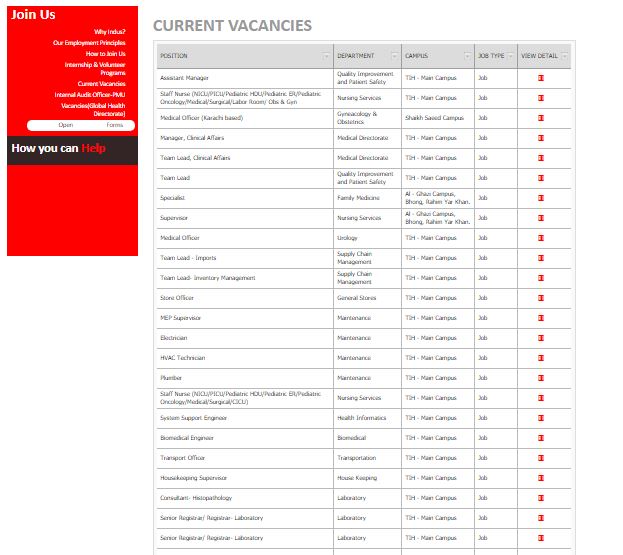 Join Us
Why Indus?
Our Employment Principles
How to Join Us
Internship & Volunteer
Programs
Current Vacancies
Internal Audit Officer-PMU
Vacancies(Global Health
Directorate)
Open Forms
How you can Help
CURRENT VACANCIES
POSITION DEPARTMENT CAMPUS JOB TYPE VIEW DETAIL
Assistant Manager Quality Improvement and Patient Safety TIH - Main Campus Job
Staff Nurse (NICU/PICU/Pediatric HDU/Pediatric ER/Pediatric Oncology/Medical/Surgical/Labor Room/ Obs & Gyn Nursing Services TIH - Main Campus Job
Medical Officer (Karachi based) Gyneacology & Obstetrics Shaikh Saeed Campus Job
Manager, Clinical Affairs Medical Directorate TIH - Main Campus Job
Team Lead, Clinical Affairs Medical Directorate TIH - Main Campus Job
Team Lead Quality Improvement and Patient Safety TIH - Main Campus Job
Specialist Family Medicine Al - Ghazi Campus, Bhong, Rahim Yar Khan. Job
Supervisor Nursing Services Al - Ghazi Campus, Bhong, Rahim Yar Khan. Job
Medical Officer Urology TIH - Main Campus Job
Team Lead - Imports Supply Chain Management TIH - Main Campus Job
Team Lead- Inventory Management Supply Chain Management TIH - Main Campus Job
Store Officer General Stores TIH - Main Campus Job
MEP Supervisor Maintenance TIH - Main Campus Job
Electrician Maintenance TIH - Main Campus Job
HVAC Technician Maintenance TIH - Main Campus Job
Plumber Maintenance TIH - Main Campus Job
Staff Nurse (NICU/PICU/Pediatric HDU/Pediatric ER/Pediatric Oncology/Medical/Surgical/CICU) Nursing Services TIH - Main Campus Job
System Support Engineer Health Informatics TIH - Main Campus Job
Biomedical Engineer Biomedical TIH - Main Campus Job
Transport Officer Transportation TIH - Main Campus Job
Housekeeping Supervisor House Keeping TIH - Main Campus Job
Consultant- Histopathology Laboratory TIH - Main Campus Job
Senior Registrar/ Registrar- Laboratory Laboratory TIH - Main Campus Job
Senior Registrar/ Registrar- Laboratory Laboratory TIH - Main Campus Job